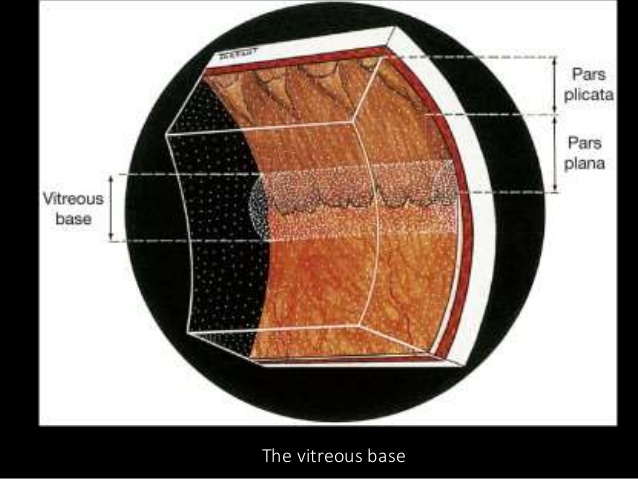 Pars
plicata
Pars
plana
Vitreous
base
The vitreous base